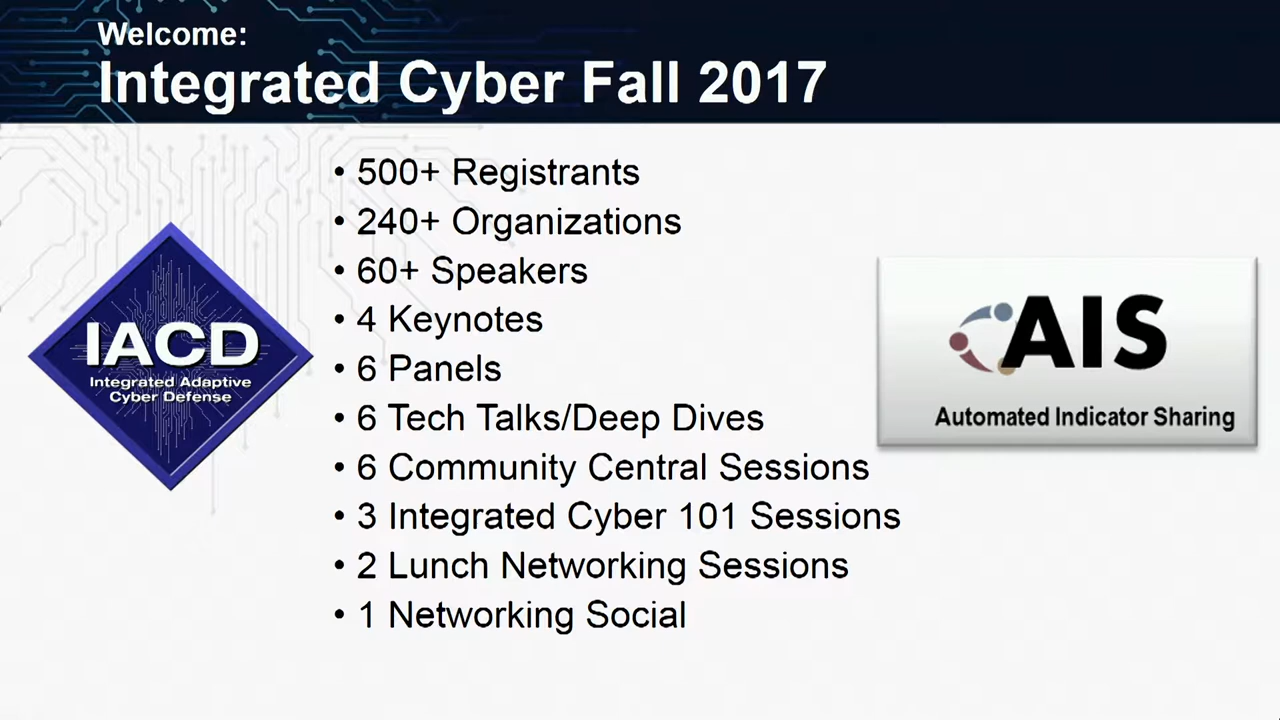 Welcome:
Integrated Cyber Fall 2017
• 500+ Registrants
• 240+ Organizations
• 60+ Speakers
• 4 Keynotes
• 6 Panels
• 6 Tech Talks/Deep Dives
• 6 Community Central Sessions
• 3 Integrated Cyber 101 Sessions
• 2 Lunch Networking Sessions
• 1 Networking Social
IACD
Integrated Adaptive
Cyber Defense
AIS
Automated Indicator Sharing